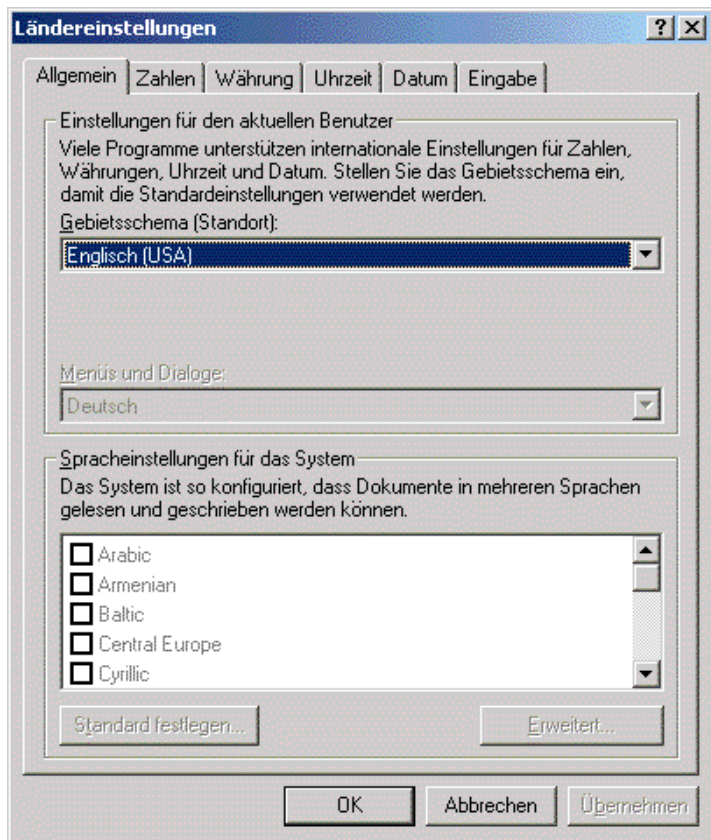 Ländereinstellungen
Allgemein Zahlen Währung Uhrzeit Datum Eingabe
Einstellungen für den aktuellen Benutzer
Viele Programme unterstützen internationale Einstellungen für Zahlen,
Währungen, Uhrzeit und Datum. Stellen Sie das Gebietsschema ein,
damit die Standardeinstellungen verwendet werden.
Gebietsschema (Standort):
Englisch (USA)
Menüs und Dialoge:
Deutsch
Spracheinstellungen für das System
Das System ist so konfiguriert, dass Dokumente in mehreren Sprachen
gelesen und geschrieben werden können.
Arabic
Armenian
Baltic
Central Europe
Cyrillic
Standard festlegen... Erweitert...
OK Abbrechen Übernehmen